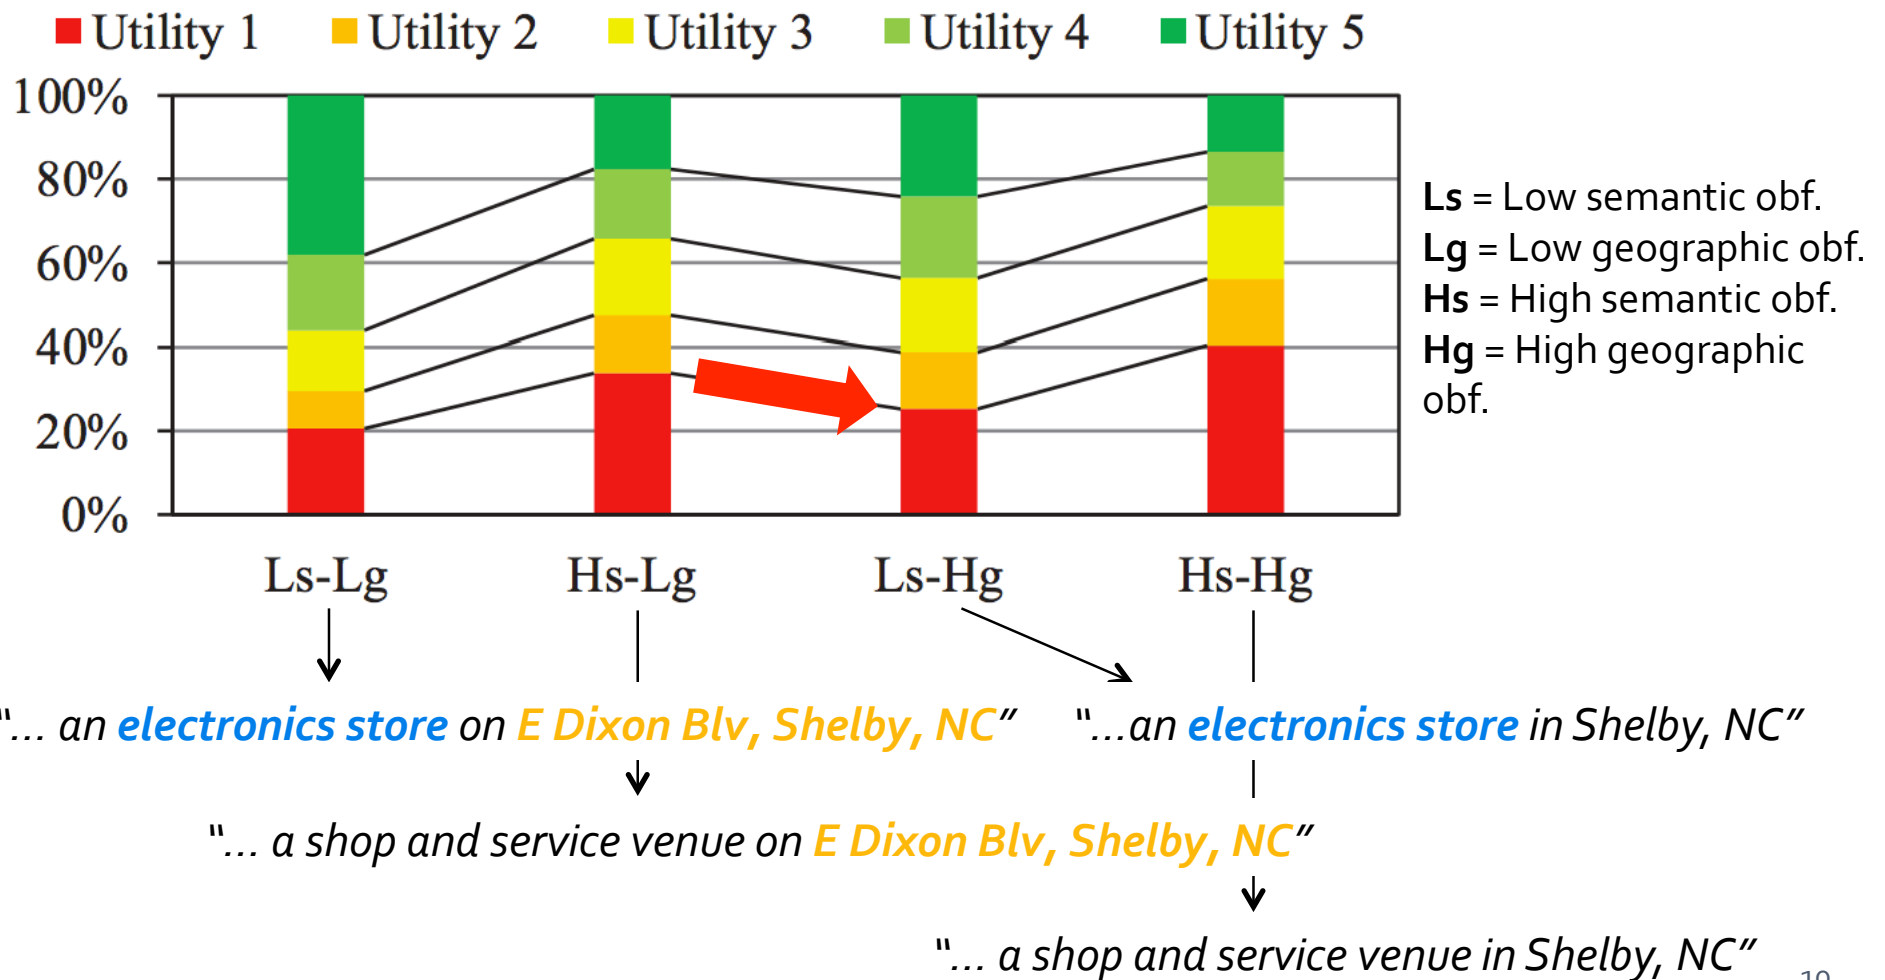 Utility 1 Utility 2 Utility 3 Utility 4 Utility 5
100%
80%
60%
40%
20%
0%
Ls-Lg Hs-Lg Ls-Hg Hs-Hg
Ls = Low semantic obf.
Lg = Low geographic obf.
Hs = High semantic obf.
Hg = High geographic
obf.
"... an electronics store on E Dixon Blv, Shelby, NC"
"...an electronics store in Shelby, NC"
"... a shop and service venue on E Dixon Blv, Shelby, NC"
"... a shop and service venue in Shelby, NC"